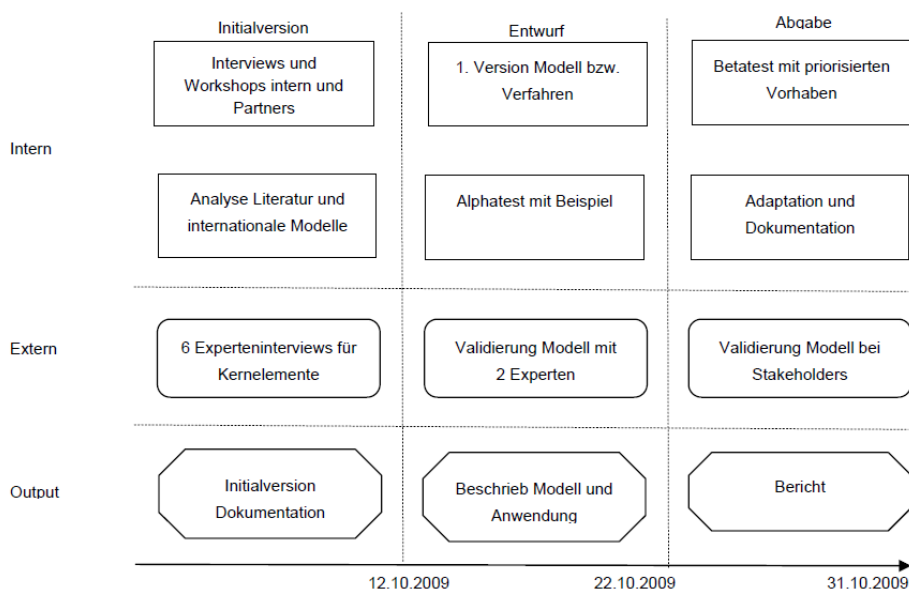 Initialversion
Entwurf
Abgabe
Intern
Interviews und
Workshops intern und
Partners
1. Version Modell bzw.
Verfahren
Betatest mit priorisierten
Vorhaben
Analyse Literatur und
internationale Modelle
Alphatest mit Beispiel
Adaptation und
Dokumentation
Extern
6 Experteninterviews für
Kernelemente
Validierung Modell mit
2 Experten
Validierung Modell bei
Stakeholders
Output
Initialversion
Dokumentation
Beschrieb Modell und
Anwendung
Bericht
12.10.2009
22.10.2009
31.10.2009